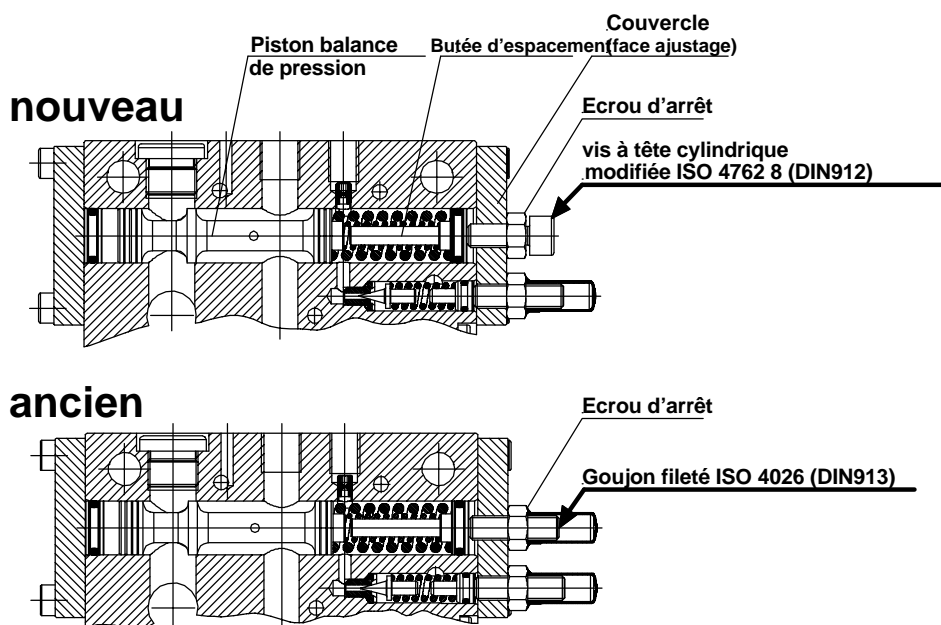 Couvercle
Piston balance Butée d'espacement (face ajustage)
de pression
nouveau
Ecrou d'arrêt
vis à tête cylindrique
modifiée ISO 4762 8 (DIN912)
ancien
Ecrou d'arrêt
Goujon fileté ISO 4026 (DIN913)